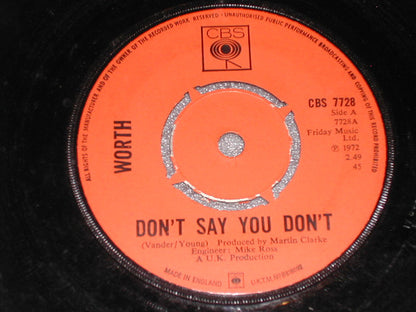 ALL RIGHTS OF THE MANUFACTURER AND OF THE OWNER OF THE RECORDED WORK RESERVED · UNAUTHORISED PUBLIC PERFORMANCE BROADCASTING AND COPYING OF THIS RECORD PROHIBITED
CBS
WORTH
CBS 7728
Side A
7728A
Friday Music
Ltd.
℗ 1972
2.49
45
DON'T SAY YOU DON'T
(Vander/Young) Produced by Martin Clarke
Engineer: Mike Ross
A U.K. Production
MADE IN ENGLAND